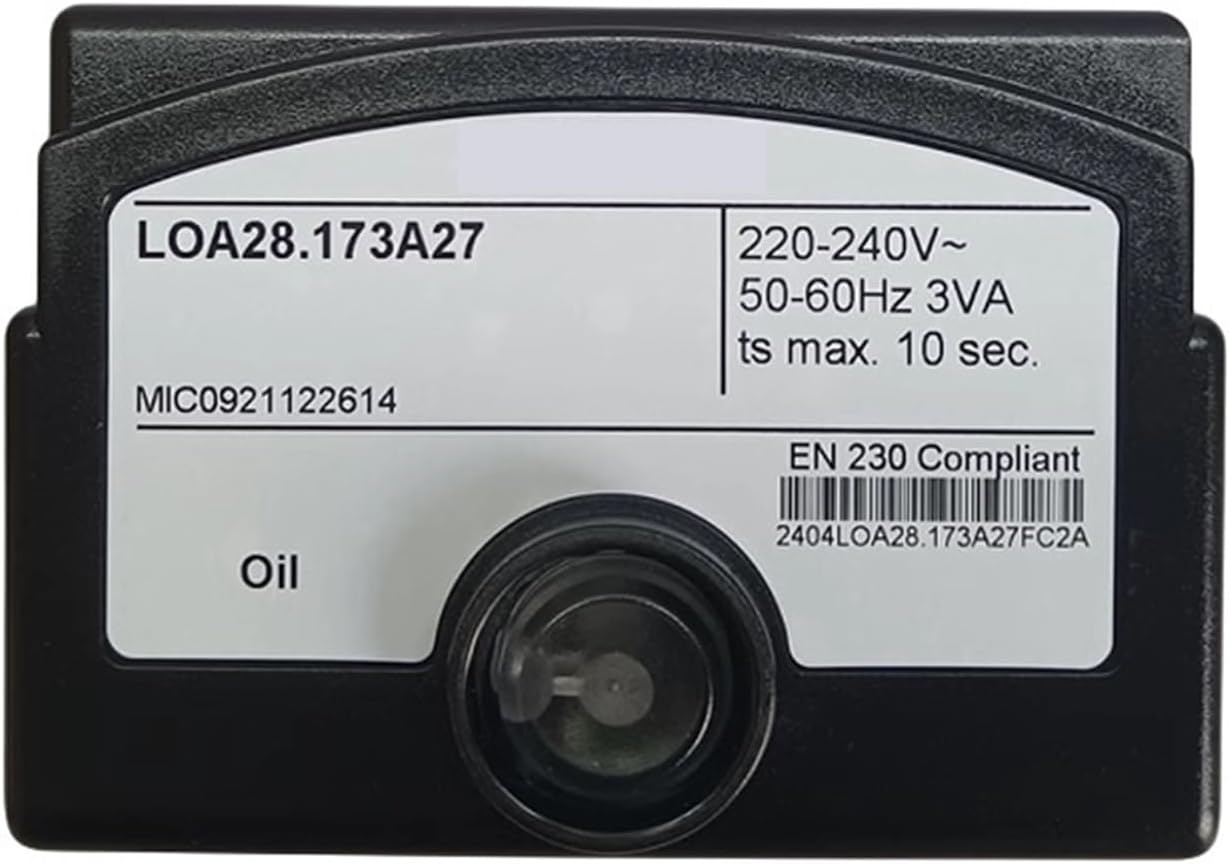 LOA28.173A27
220-240V~
50-60Hz 3VA
ts max. 10 sec.
MIC0921122614
EN 230 Compliant
2404LOA28.173A27FC2A
Oil